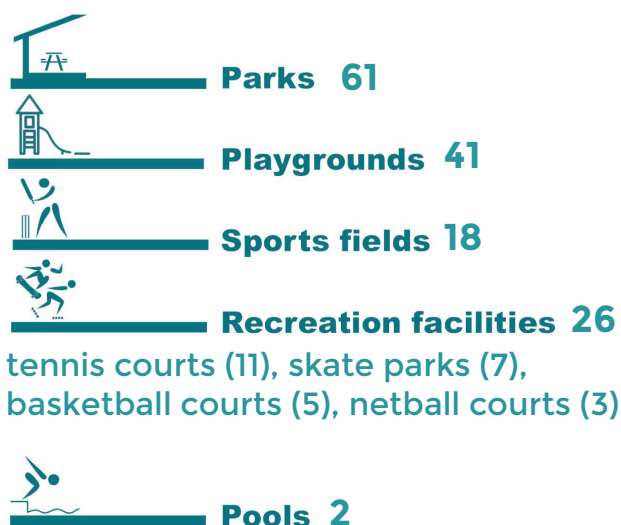 Parks 61
Playgrounds 41
Sports fields 18
Recreation facilities 26
tennis courts (11), skate parks (7),
basketball courts (5), netball courts (3)
Pools 2